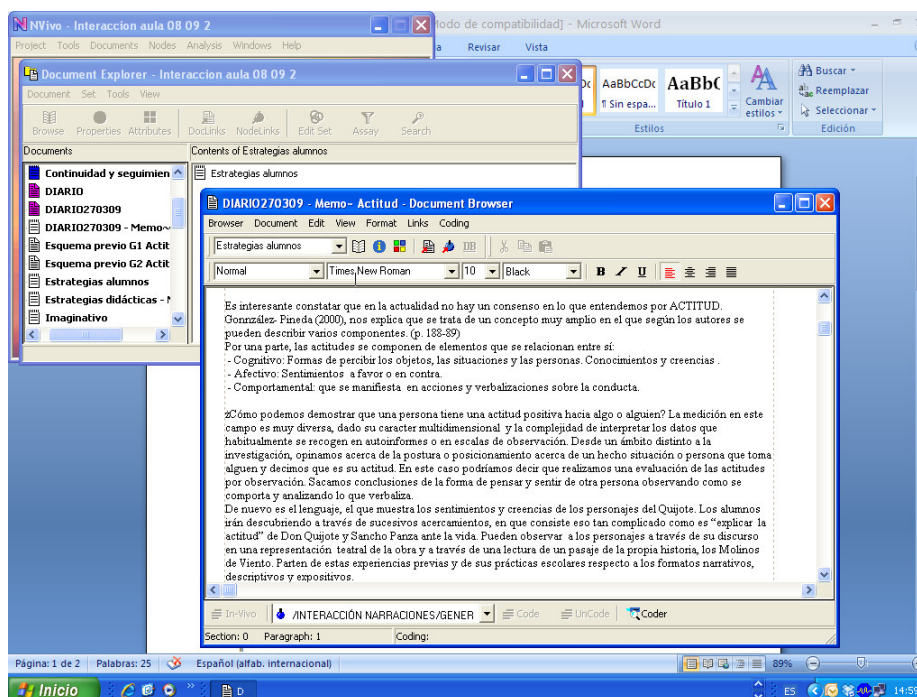 NVivo - Interaccion aula 08 09 2
Modo de compatibilidad] - Microsoft Word
Project Tools Documents Nodes Analysis Windows Help
Revisar Vista
Document Explorer - Interaccion aula 08 09 2
Document Set Tools View
Browse Properties Attributes DocLinks NodeLinks Edit Set Assay Search
AaBbCcDc AaBb(
¶ Sin espa... Título 1
Cambiar estilos
Buscar
Reemplazar
Seleccionar
Estilos Edición
Documents
Contents of Estrategias alumnos
Continuidad y seguimien
DIARIO
DIARIO270309
DIARIO270309 - Memo~
Esquema previo G1 Actit
Esquema previo G2 Actit
Estrategias alumnos
Estrategias didácticas - N
Imaginativo
Estrategias alumnos
DIARIO270309 - Memo- Actitud - Document Browser
Browser Document Edit View Format Links Coding
Estrategias alumnos DB
Normal Times New Roman 10 Black B I U
Es interesante constatar que en la actualidad no hay un consenso en lo que entendemos por ACTITUD.
Gonnzález- Pineda (2000), nos explica que se trata de un concepto muy amplio en el que según los autores se
pueden describir varios componentes. (p. 188-89)
Por una parte, las actitudes se componen de elementos que se relacionan entre sí:
- Cognitivo: Formas de percibir los objetos, las situaciones y las personas. Conocimientos y creencias .
- Afectivo: Sentimientos a favor o en contra.
- Comportamental: que se manifiesta en acciones y verbalizaciones sobre la conducta.
¿Cómo podemos demostrar que una persona tiene una actitud positiva hacia algo o alguien? La medición en este
campo es muy diversa, dado su caracter multidimensional y la complejidad de interpretar los datos que
habitualmente se recogen en autoinformes o en escalas de observación. Desde un ámbito distinto a la
investigación, opinamos acerca de la postura o posicionamiento acerca de un hecho situación o persona que toma
alguen y decimos que es su actitud. En este caso podríamos decir que realizamos una evaluación de las actitudes
por observación. Sacamos conclusiones de la forma de pensar y sentir de otra persona observando como se
comporta y analizando lo que verbaliza.
De nuevo es el lenguaje, el que muestra los sentimientos y creencias de los personajes del Quijote. Los alumnos
irán descubriendo a través de sucesivos acercamientos, en que consiste eso tan complicado como es "explicar la
actitud" de Don Quijote y Sancho Panza ante la vida. Pueden observar a los personajes a través de su discurso
en una representación teatral de la obra y a través de una lectura de un pasaje de la propia historia, los Molinos
de Viento. Parten de estas experiencias previas y de sus prácticas escolares respecto a los formatos narrativos,
descriptivos y expositivos.
In-Vivo /INTERACCIÓN NARRACIONES/GENER Code UnCode Coder
Section: 0 Paragraph: 1 Coding:
Página: 1 de 2 Palabras: 25 Español (alfab. internacional) 89%
Inicio D ES 14:59